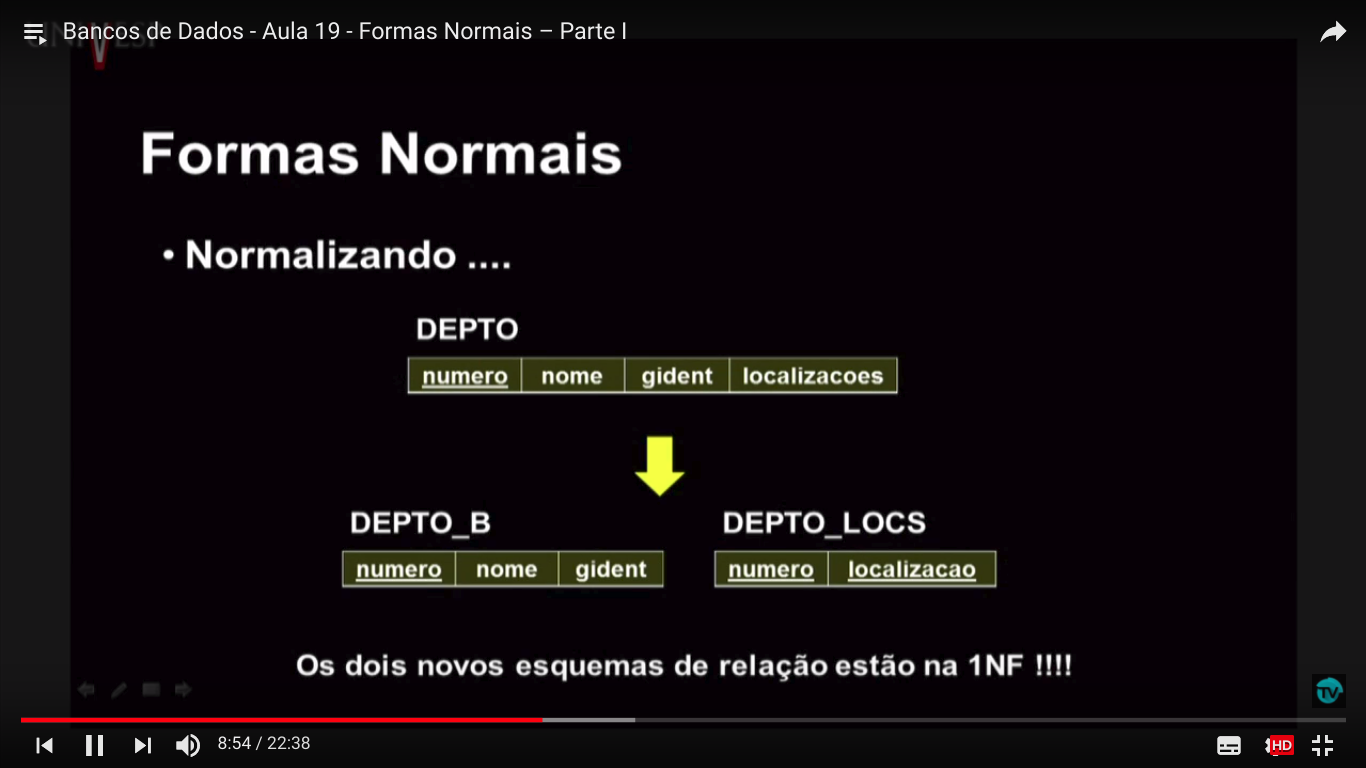 Bancos de Dados - Aula 19 - Formas Normais – Parte I
Formas Normais
• Normalizando ....
DEPTO
numero nome gident localizacoes
DEPTO_B DEPTO_LOCS
numero nome gident numero localizacao
Os dois novos esquemas de relação estão na 1NF !!!!
TV
8:54 / 22:38
HD